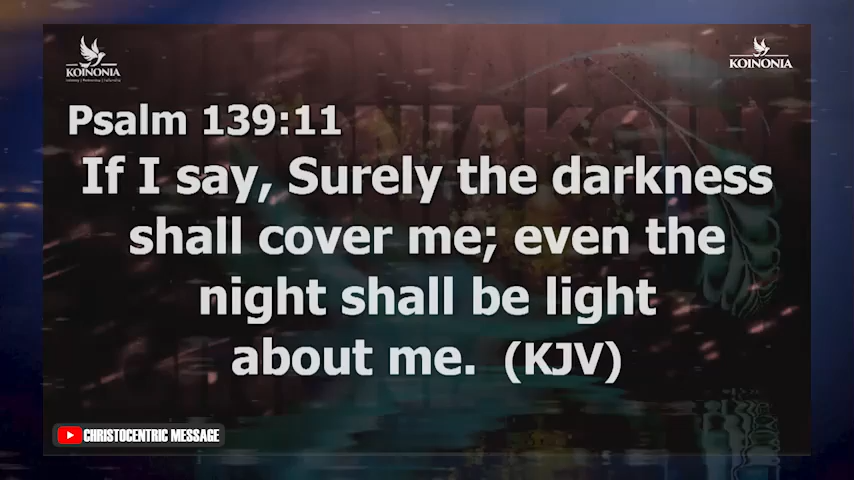 KOINONIA
KOINONIA
Psalm 139:11
If I say, Surely the darkness
shall cover me; even the
night shall be light
about me. (KJV)
CHRISTOCENTRIC MESSAGE